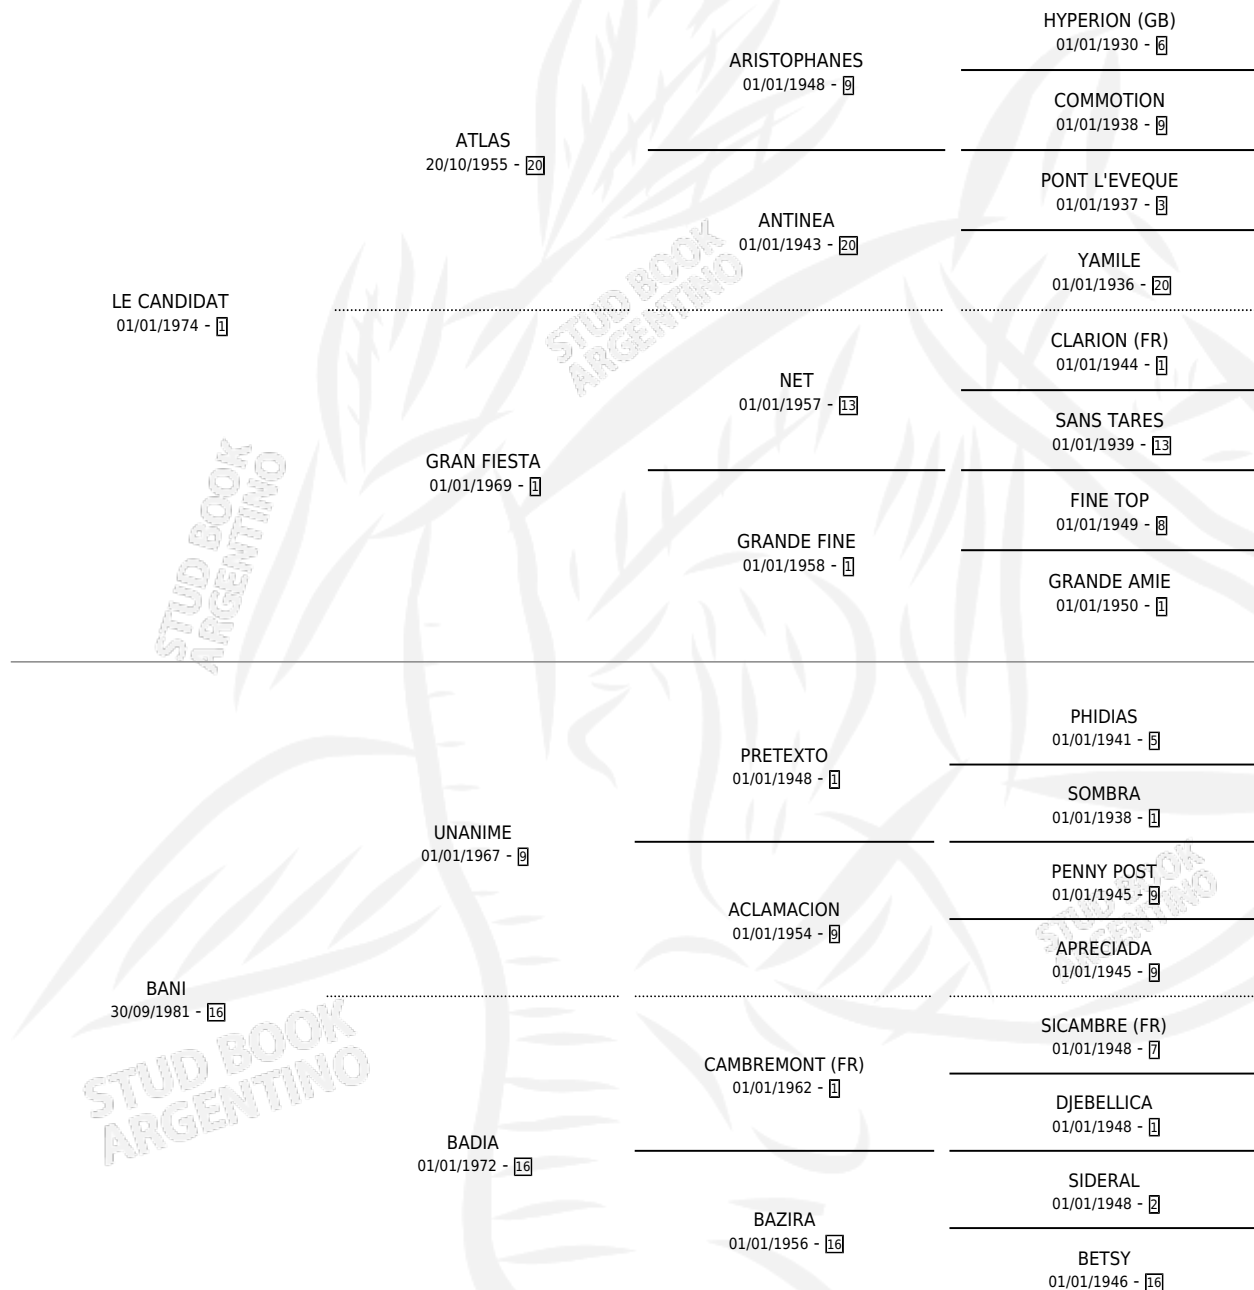 HYPERION (GB)
01/01/1930 - 6
ARISTOPHANES
01/01/1948 - 9
COMMOTION
01/01/1938 - 9
ATLAS
20/10/1955 - 20
PONT L'EVEQUE
01/01/1937 - 3
ANTINEA
01/01/1943 - 20
YAMILE
01/01/1936 - 20
LE CANDIDAT
01/01/1974 - 1
CLARION (FR)
01/01/1944 - 1
NET
01/01/1957 - 13
SANS TARES
01/01/1939 - 13
GRAN FIESTA
01/01/1969 - 1
FINE TOP
01/01/1949 - 8
GRANDE FINE
01/01/1958 - 1
GRANDE AMIE
01/01/1950 - 1
STUD BOOK
ARGENTINO
STUD BOOK
ARGENTINO
PHIDIAS
01/01/1941 - 5
PRETEXTO
01/01/1948 - 1
SOMBRA
01/01/1938 - 1
UNANIME
01/01/1967 - 9
PENNY POST
01/01/1945 - 9
ACLAMACION
01/01/1954 - 9
APRECIADA
01/01/1945 - 9
STUD BOOK
ARGENTINO
BANI
30/09/1981 - 16
SICAMBRE (FR)
01/01/1948 - 7
CAMBREMONT (FR)
01/01/1962 - 1
DJEBELLICA
01/01/1948 - 1
STUD BOOK
ARGENTINO
BADIA
01/01/1972 - 16
SIDERAL
01/01/1948 - 2
BAZIRA
01/01/1956 - 16
BETSY
01/01/1946 - 16